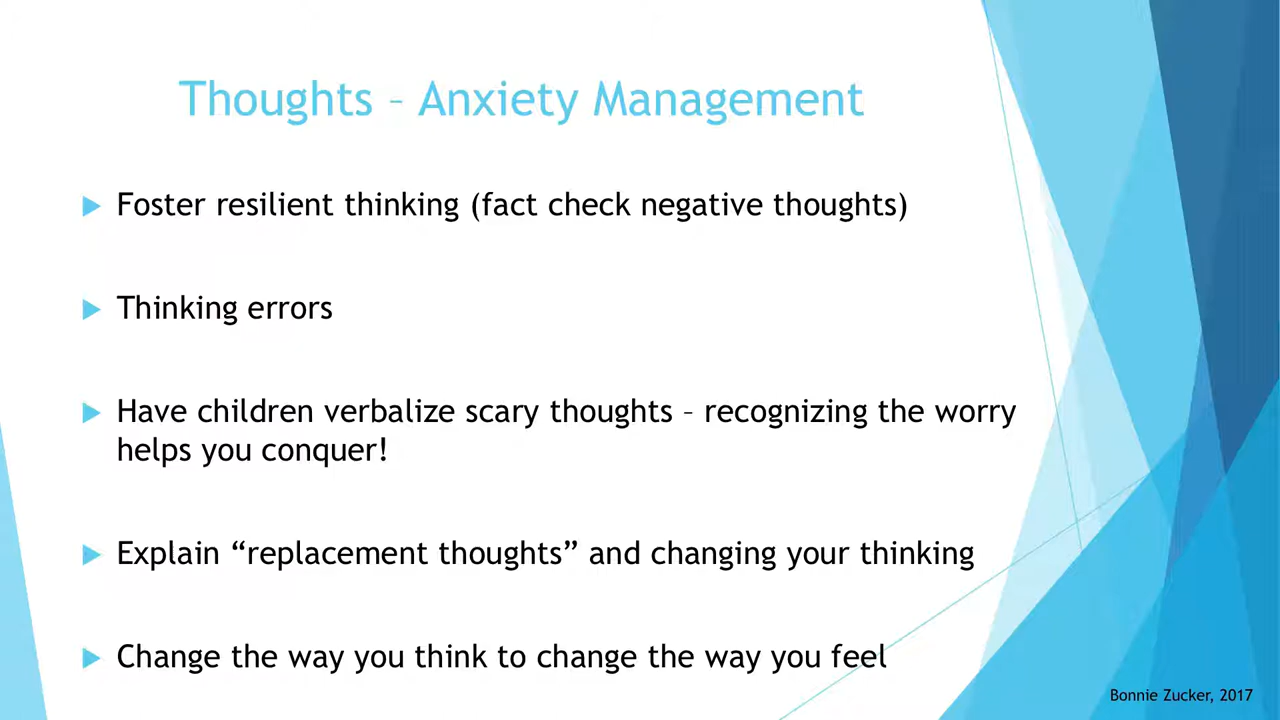 Thoughts – Anxiety Management
Foster resilient thinking (fact check negative thoughts)
Thinking errors
Have children verbalize scary thoughts – recognizing the worry
helps you conquer!
Explain “replacement thoughts” and changing your thinking
Change the way you think to change the way you feel
Bonnie Zucker, 2017